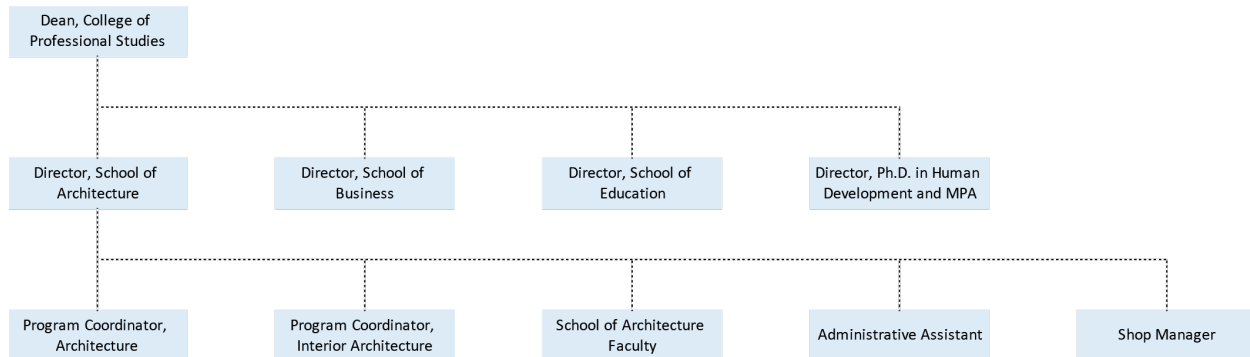 Dean, College of
Professional Studies
Director, School of
Architecture
Director, School of
Business
Director, School of
Education
Director, Ph.D. in Human
Development and MPA
Program Coordinator,
Architecture
Program Coordinator,
Interior Architecture
School of Architecture
Faculty
Administrative Assistant
Shop Manager